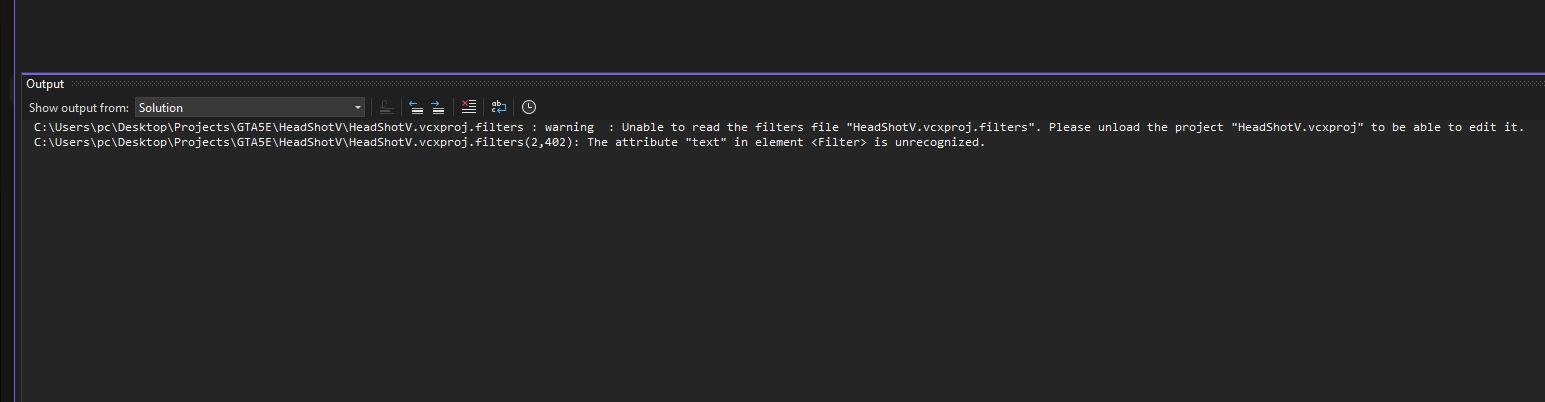 Output
Show output from: Solution
C:\Users\pc\Desktop\Projects\GTA5E\HeadShotV\HeadShotV.vcxproj.filters : warning  : Unable to read the filters file "HeadShotV.vcxproj.filters". Please unload the project "HeadShotV.vcxproj" to be able to edit it.
C:\Users\pc\Desktop\Projects\GTA5E\HeadShotV\HeadShotV.vcxproj.filters(2,402): The attribute "text" in element <Filter> is unrecognized.